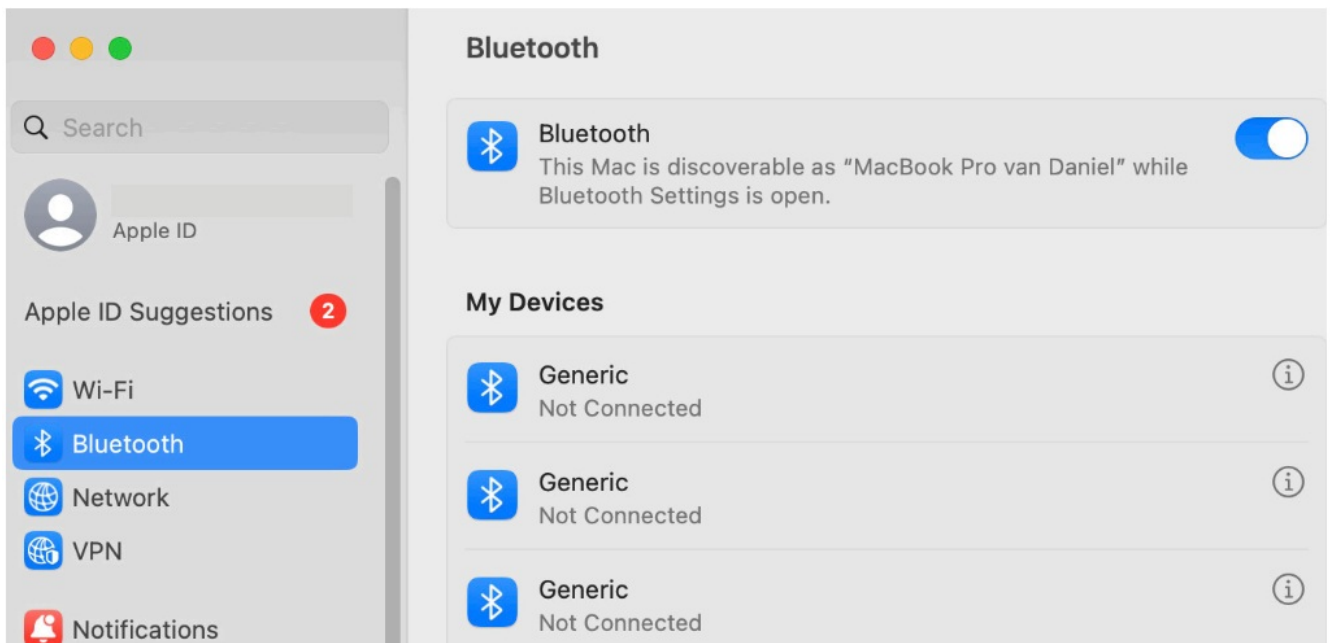 Search
Apple ID
Apple ID Suggestions
2
Wi-Fi
Bluetooth
Network
VPN
Notifications
Bluetooth
Bluetooth
This Mac is discoverable as “MacBook Pro van Daniel” while
Bluetooth Settings is open.
My Devices
Generic
Not Connected
Generic
Not Connected
Generic
Not Connected